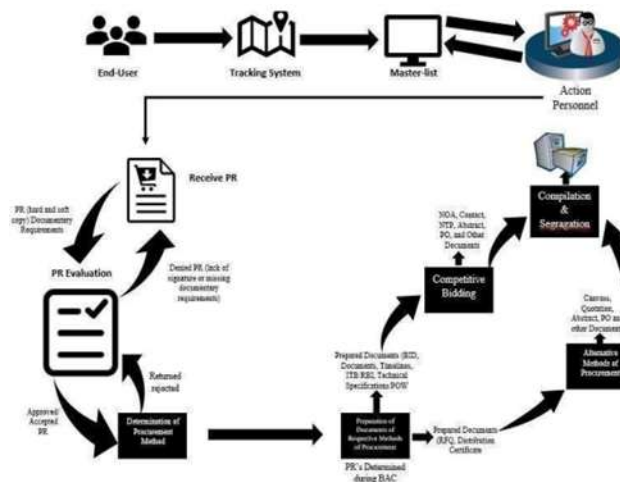 End-User
Tracking System
Master-list
Action
Personnel
Receive PR
PR (hard and soft
copy) Documentary
Requirements
PR Evaluation
Denied PR (lack of
signature or missing
documentary
requirements)
Returned
rejected
Approved
Accepted
PR
Determination of
Procurement
Method
Prepared Documents (BID,
Documents, Timelines,
ITB/REI, Technical
Specifications POW
Preparation of
Documents of
Respective Methods
of Procurement
PR's Determined
during BAC
Prepared Documents
(RFQ, Distribution
Certificate
Competitive
Bidding
NOA, Contact,
NTP, Abstract,
PO, and Other
Documents
Compilation
&
Segragation
Canvass,
Quotation,
Abstract, PO an
other Document
Alternative
Methods of
Procurement